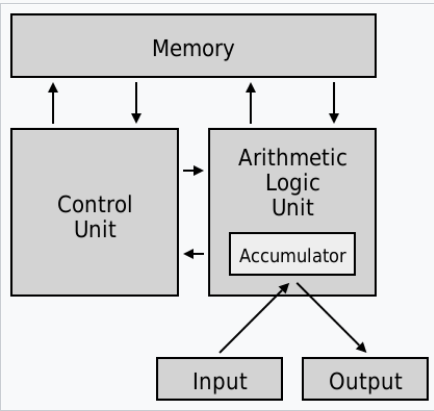 Memory
Control
Unit
Arithmetic
Logic
Unit
Accumulator
Input
Output